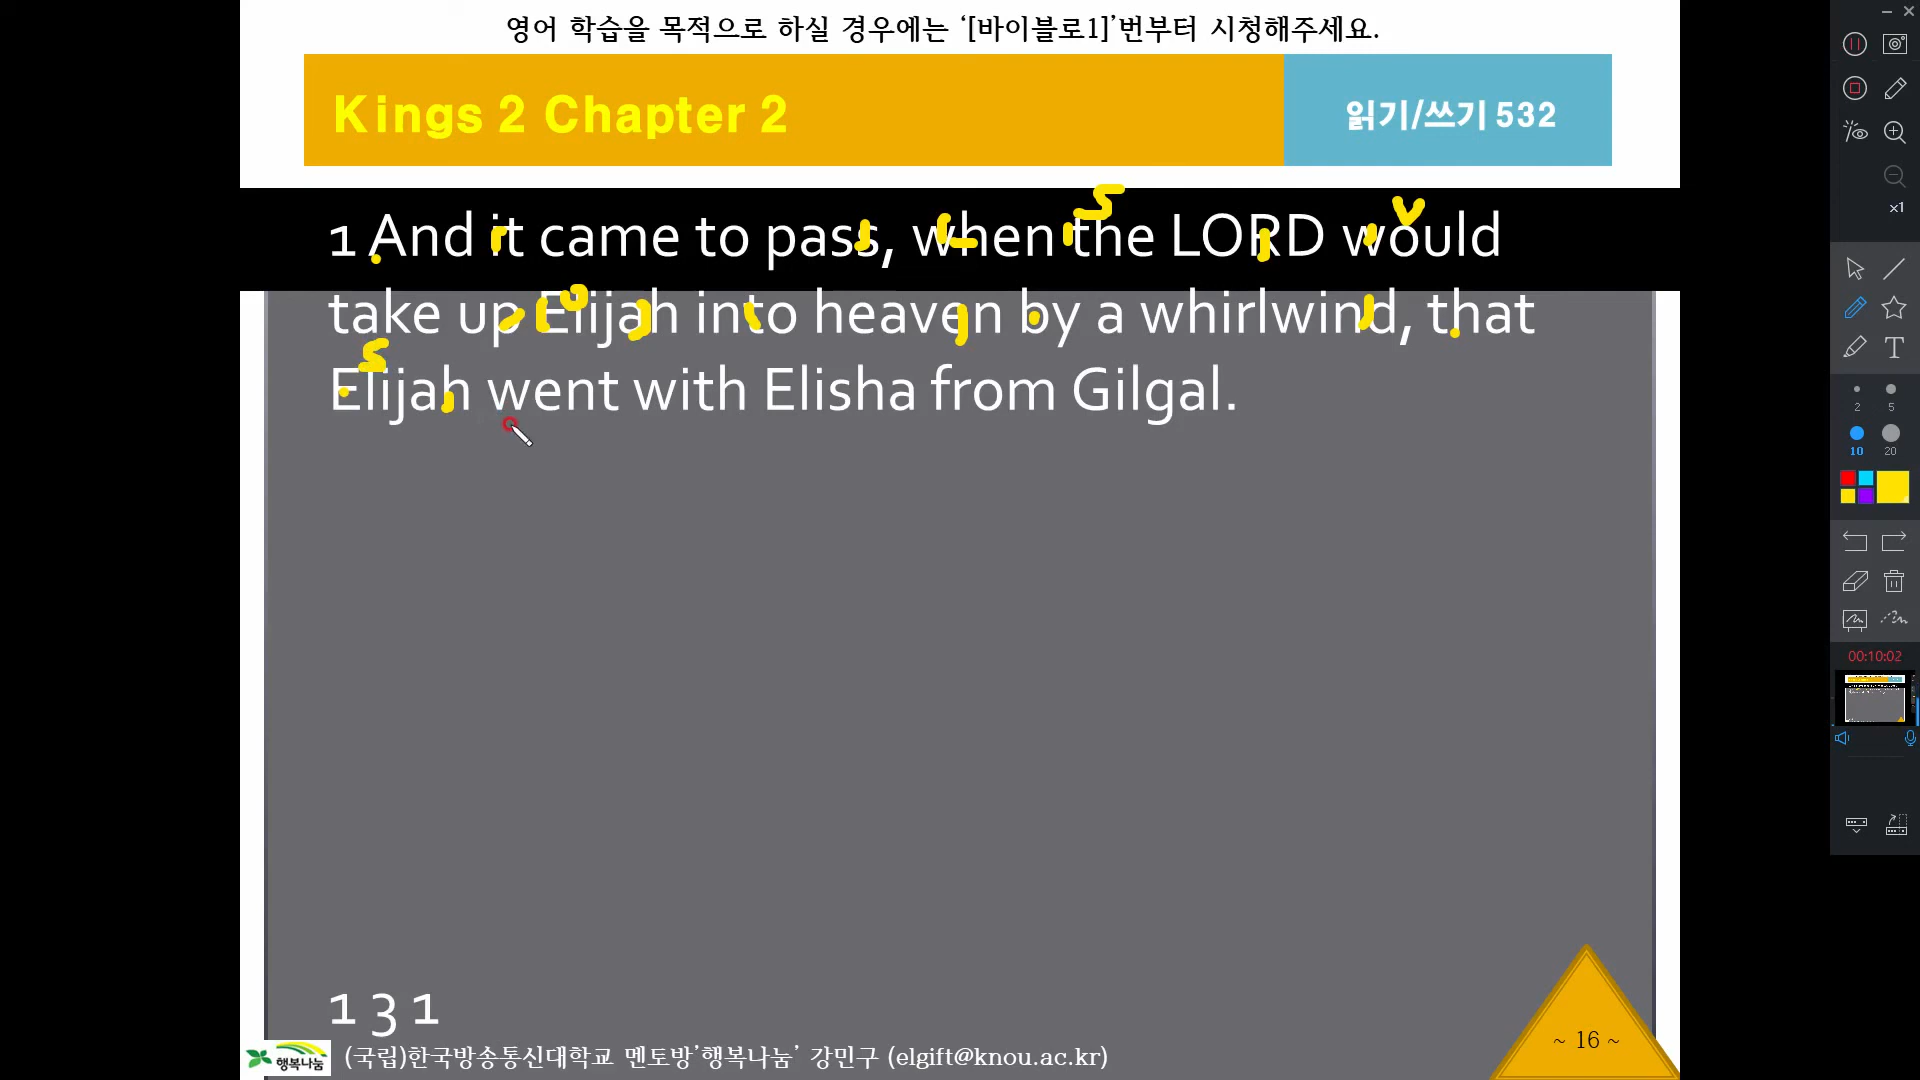 영어 학습을 목적으로 하실 경우에는 ‘[바이블로1]’번부터 시청해주세요.
Kings 2 Chapter 2
읽기/쓰기 532
1 And it came to pass, when the LORD would
take up Elijah into heaven by a whirlwind, that
Elijah went with Elisha from Gilgal.
1 3 1
~ 16 ~
행복나눔 (국립)한국방송통신대학교 멘토방’행복나눔’ 강민구 (elgift@knou.ac.kr)
x1
T
2 5
10 20
00:10:02